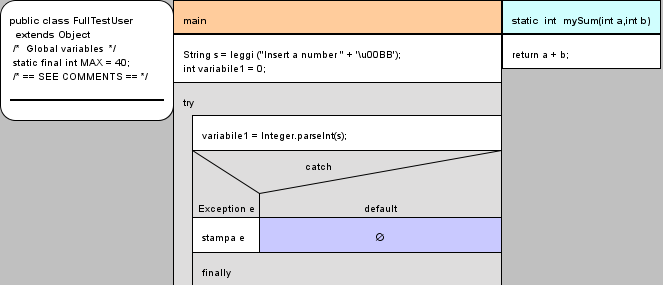 public class FullTestUser
extends Object
/* Global variables */
static final int MAX = 40;
/* == SEE COMMENTS == */
main
String s = leggi ("Insert a number " + '\u00BB');
int variabile1 = 0;
try
variabile1 = Integer.parseInt(s);
catch
Exception e
default
stampa e
∅
finally
static int mySum(int a,int b)
return a + b;